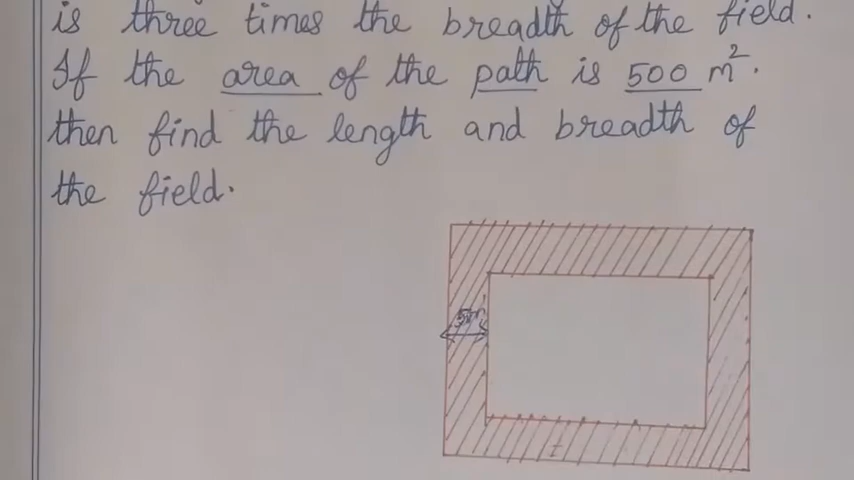 is three times the breadth of the field.
If the area of the path is 500 m².
then find the length and breadth of
the field.